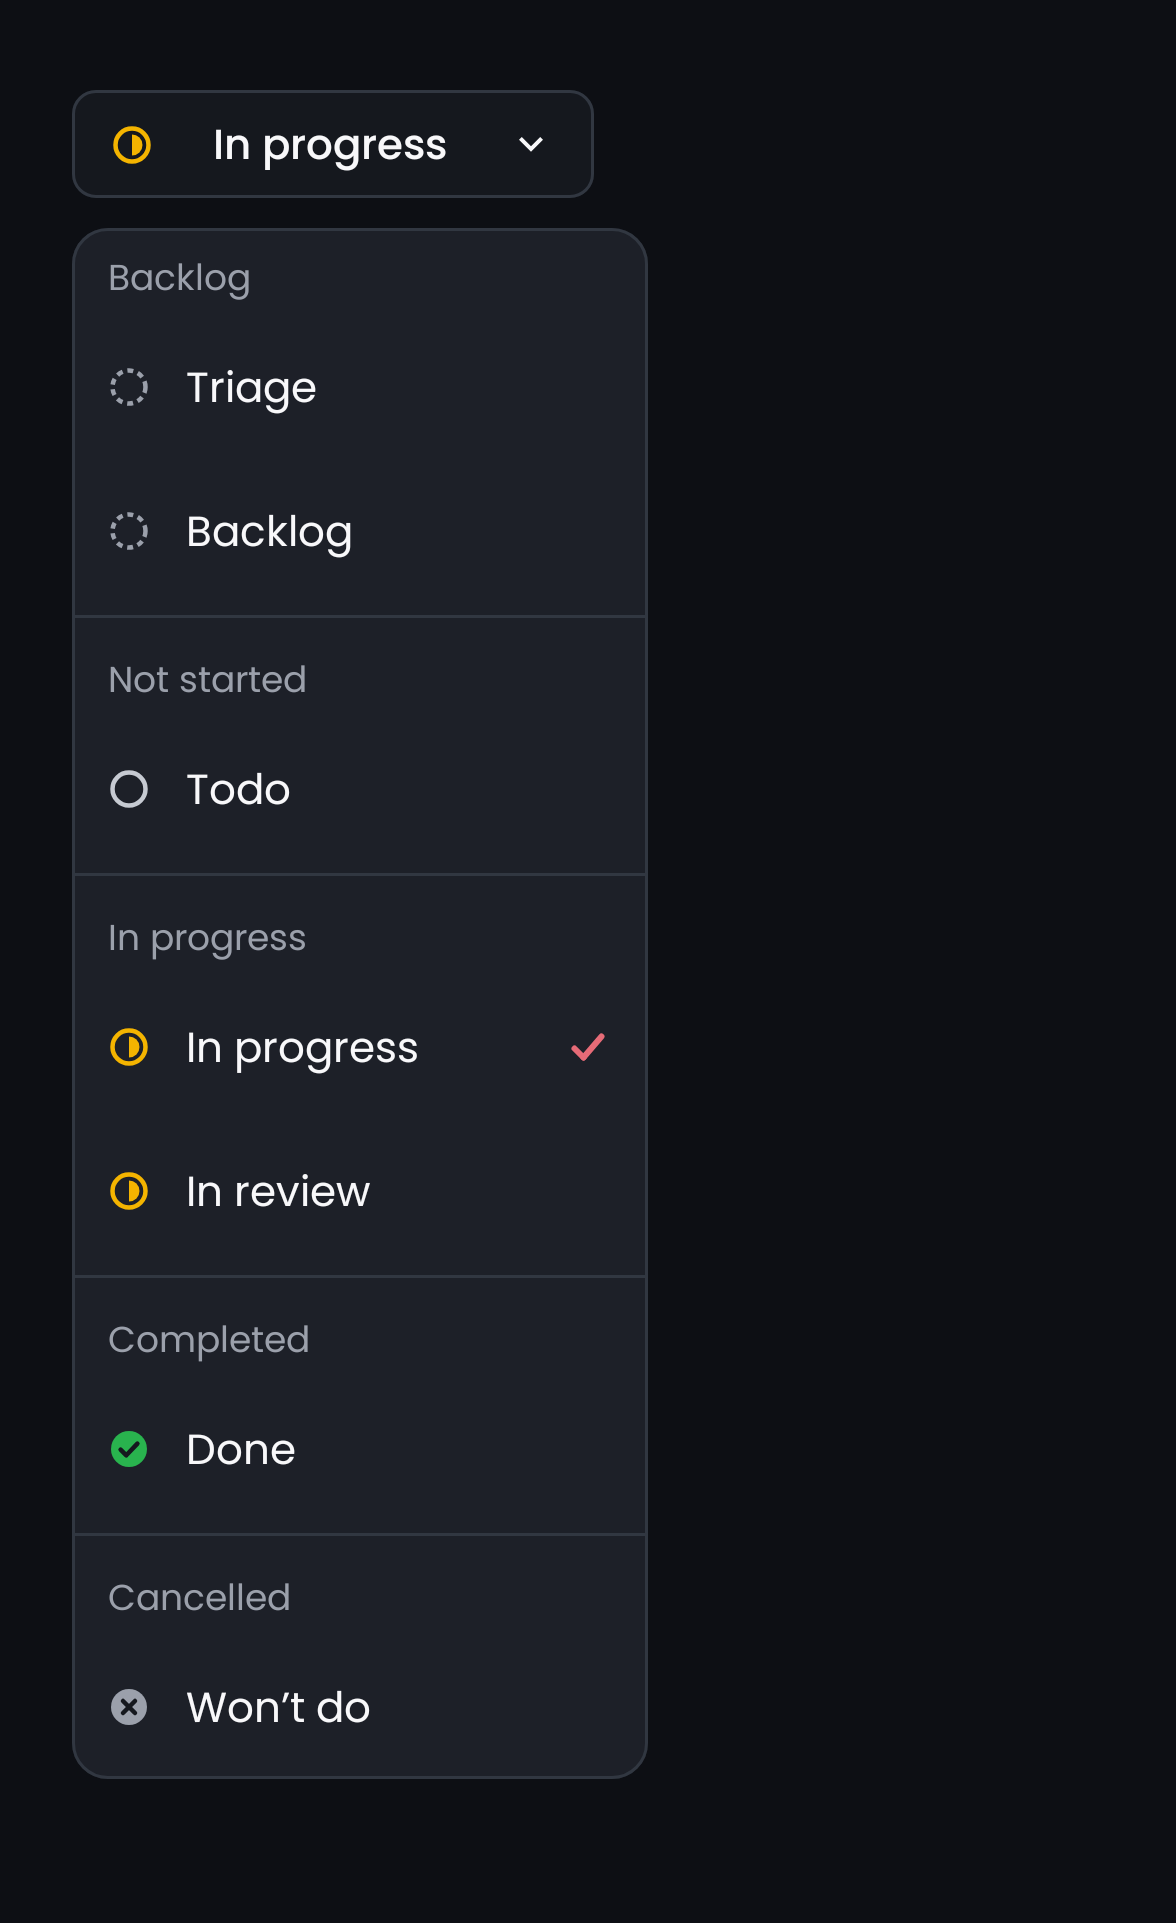 In progress
Backlog
Triage
Backlog
Not started
Todo
In progress
In progress
In review
Completed
Done
Cancelled
Won’t do